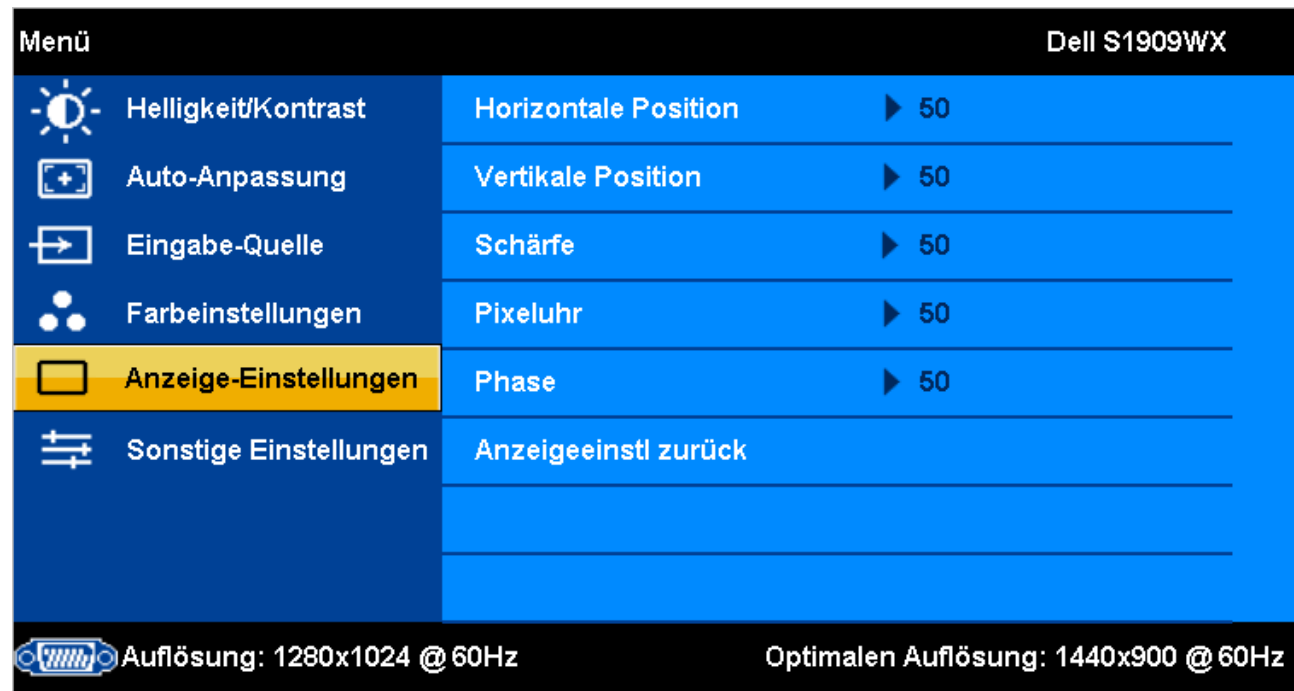 Menü Dell S1909WX
Helligkeit/Kontrast Horizontale Position 50
Auto-Anpassung Vertikale Position 50
Eingabe-Quelle Schärfe 50
Farbeinstellungen Pixeluhr 50
Anzeige-Einstellungen Phase 50
Sonstige Einstellungen Anzeigeeinstl zurück
Auflösung: 1280x1024 @ 60Hz Optimalen Auflösung: 1440x900 @ 60Hz